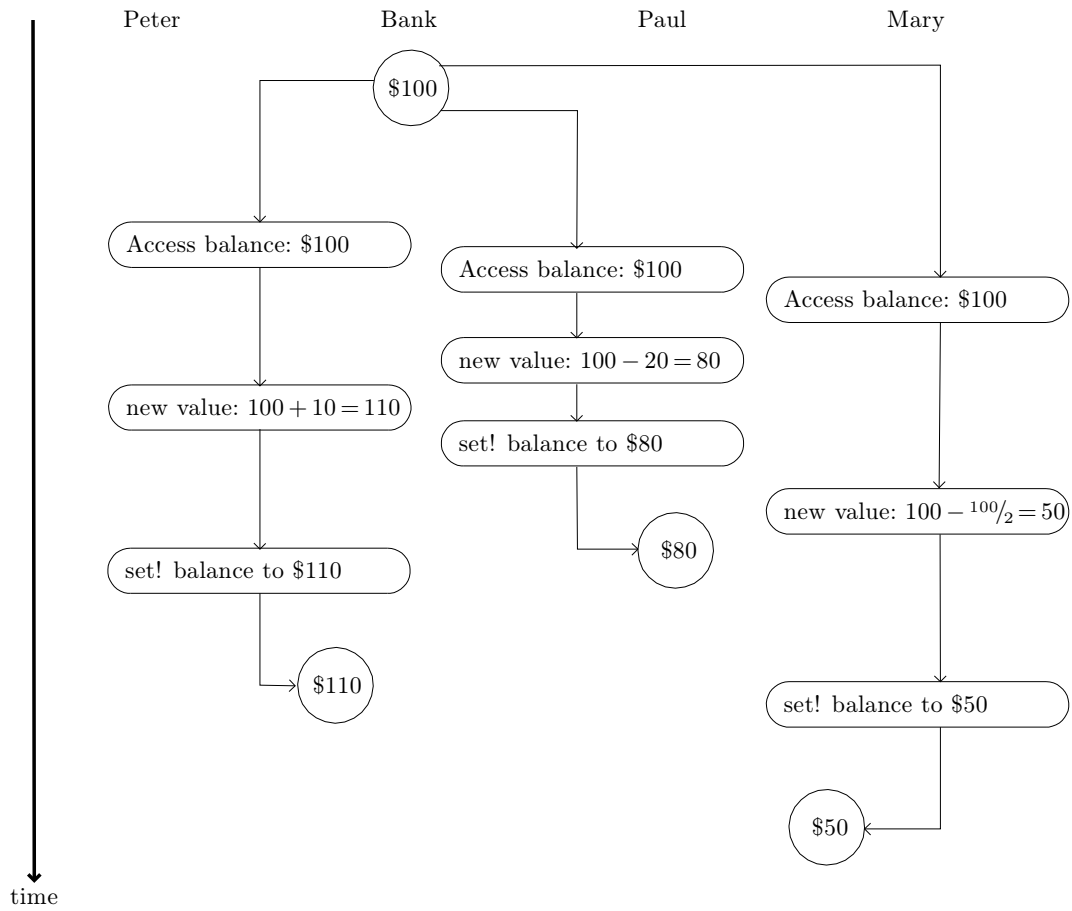 Peter Bank Paul Mary
$100
Access balance: $100
Access balance: $100
Access balance: $100
new value: 100 − 20 = 80
new value: 100 + 10 = 110
set! balance to $80
new value: 100 − 100/2 = 50
$80
set! balance to $110
$110
set! balance to $50
$50
time